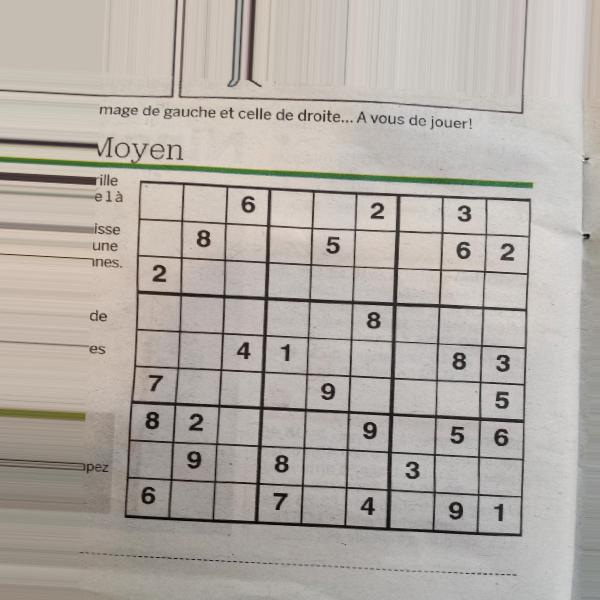 mage de gauche et celle de droite... A vous de jouer!
Moyen
rille
e 1 à
isse
une
nnes.
de
es
pez
6 2 3
8 5 6 2
2
8
4 1 8 3
7 9 5
8 2 9 5 6
9 8 3
6 7 4 9 1